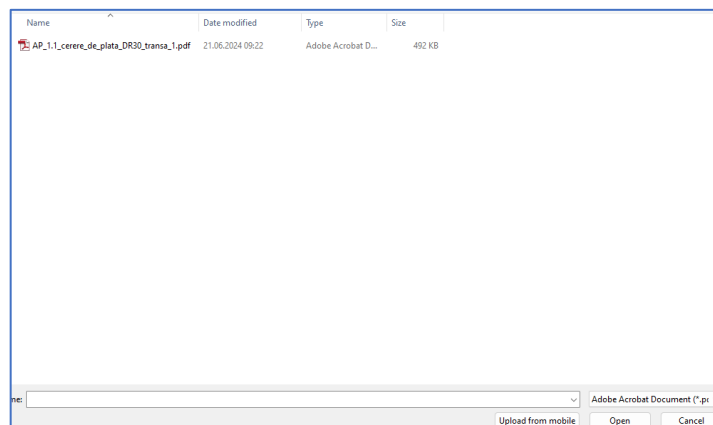 Name Date modified Type Size
AP_1.1_cerere_de_plata_DR30_transa_1.pdf 21.06.2024 09:22 Adobe Acrobat D... 492 KB
me: Adobe Acrobat Document (*.pc
Upload from mobile Open Cancel